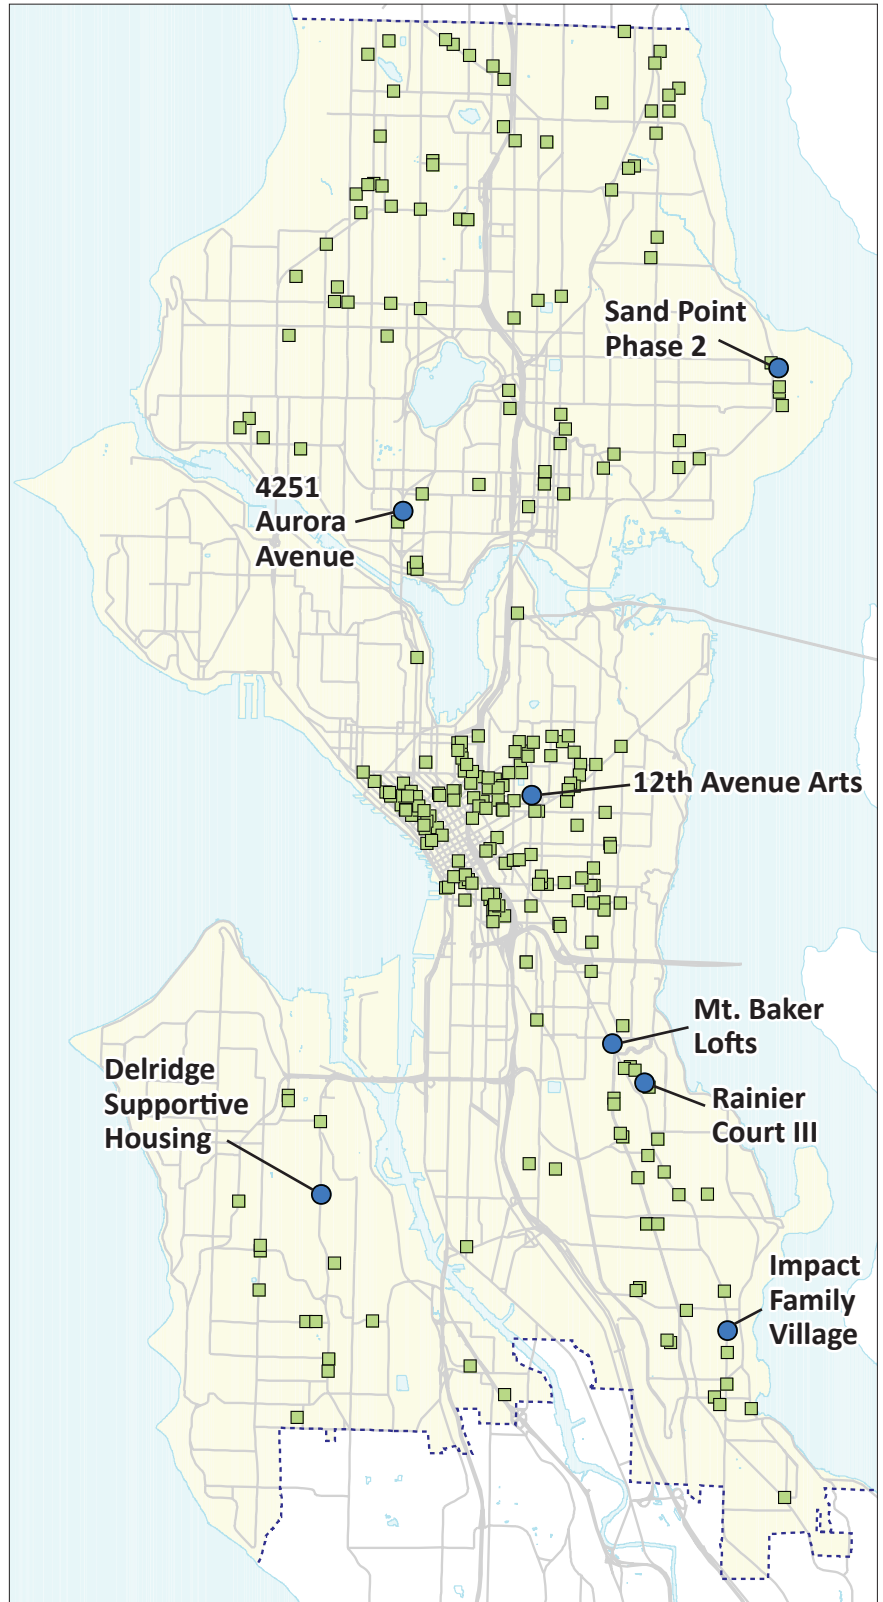 Sand Point
Phase 2
4251
Aurora
Avenue
12th Avenue Arts
Mt. Baker
Lofts
Delridge
Supportive
Housing
Rainier
Court III
Impact
Family
Village